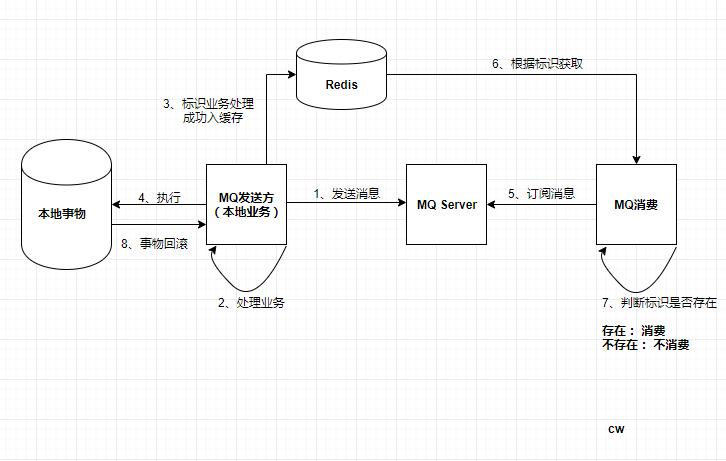 6、根据标识获取
Redis
3、标识业务处理
成功入缓存
本地事物
4、执行
8、事物回滚
MQ发送方
（本地业务）
1、发送消息
MQ Server
5、订阅消息
MQ消费
2、处理业务
7、判断标识是否存在
存在： 消费
不存在： 不消费
cw